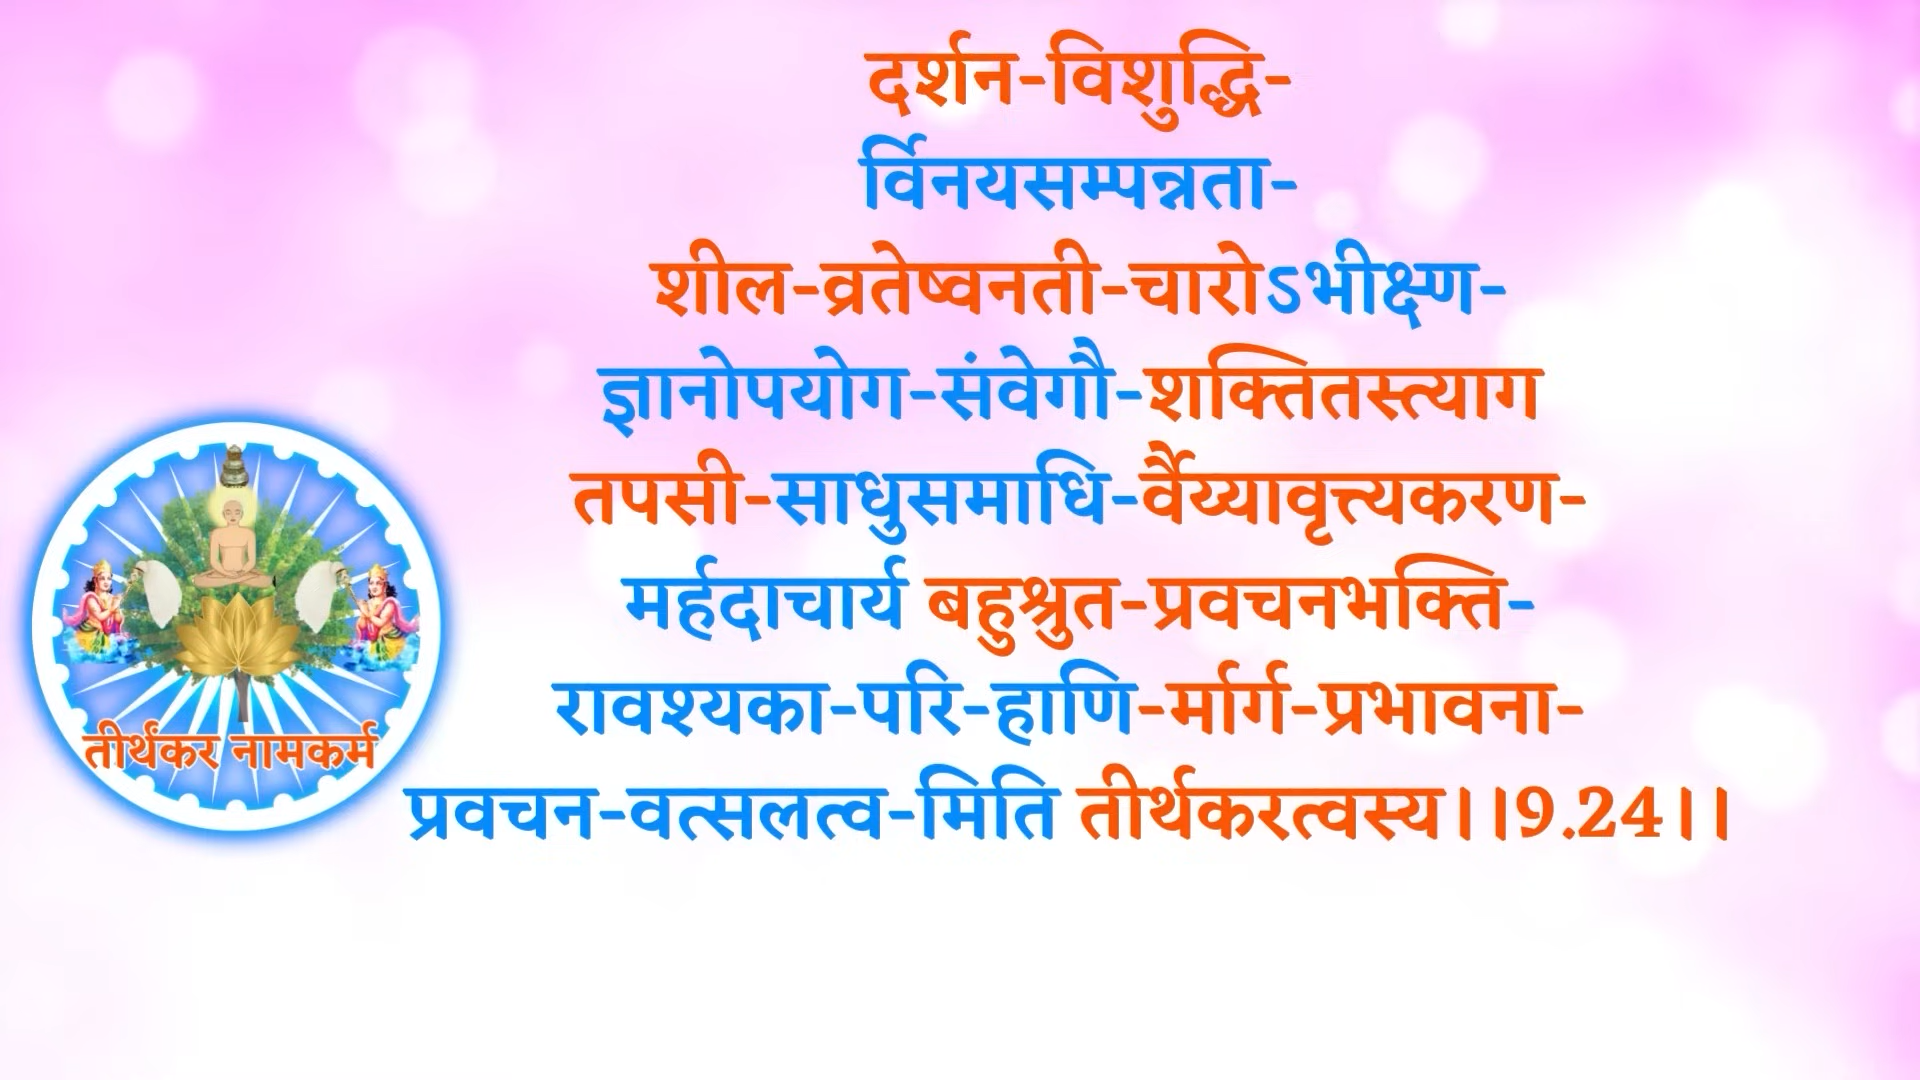 दर्शन-विशुद्धि-
र्विनयसम्पन्नता-
शील-व्रतेष्वनती-चारोऽभीक्ष्ण-
ज्ञानोपयोग-संवेगौ-शक्तितस्त्याग
तपसी-साधुसमाधि-र्वैय्यावृत्त्यकरण-
मर्हदाचार्य बहुश्रुत-प्रवचनभक्ति-
रावश्यका-परि-हाणि-र्मार्ग-प्रभावना-
प्रवचन-वत्सलत्व-मिति तीर्थकरत्वस्य।।9.24।।
तीर्थंकर नामकर्म